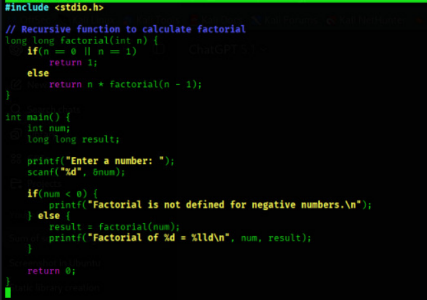 #include <stdio.h>

// Recursive function to calculate factorial
long long factorial(int n) {
    if(n == 0 || n == 1)
        return 1;
    else
        return n * factorial(n - 1);
}

int main() {
    int num;
    long long result;

    printf("Enter a number: ");
    scanf("%d", &num);

    if(num < 0) {
        printf("Factorial is not defined for negative numbers.\n");
    } else {
        result = factorial(num);
        printf("Factorial of %d = %lld\n", num, result);
    }

    return 0;
}